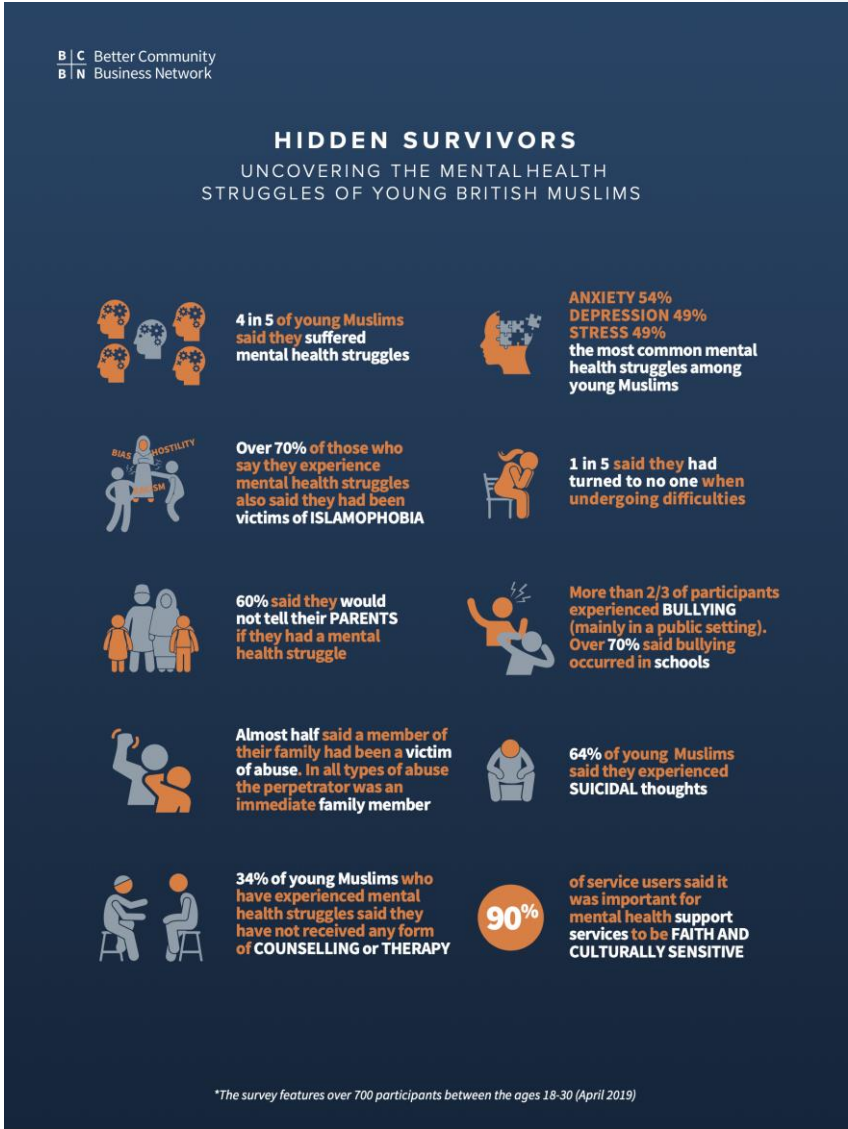 B C Better Community
B N Business Network
HIDDEN SURVIVORS
UNCOVERING THE MENTAL HEALTH
STRUGGLES OF YOUNG BRITISH MUSLIMS
4 in 5 of young Muslims
said they suffered
mental health struggles
ANXIETY 54%
DEPRESSION 49%
STRESS 49%
the most common mental
health struggles among
young Muslims
BIAS
HOSTILITY
Over 70% of those who
say they experience
mental health struggles
also said they had been
victims of ISLAMOPHOBIA
1 in 5 said they had
turned to no one when
undergoing difficulties
60% said they would
not tell their PARENTS
if they had a mental
health struggle
More than 2/3 of participants
experienced BULLYING
(mainly in a public setting).
Over 70% said bullying
occurred in schools
Almost half said a member of
their family had been a victim
of abuse. In all types of abuse
the perpetrator was an
immediate family member
64% of young Muslims
said they experienced
SUICIDAL thoughts
34% of young Muslims who
have experienced mental
health struggles said they
have not received any form
of COUNSELLING or THERAPY
90%
of service users said it
was important for
mental health support
services to be FAITH AND
CULTURALLY SENSITIVE
*The survey features over 700 participants between the ages 18-30 (April 2019)